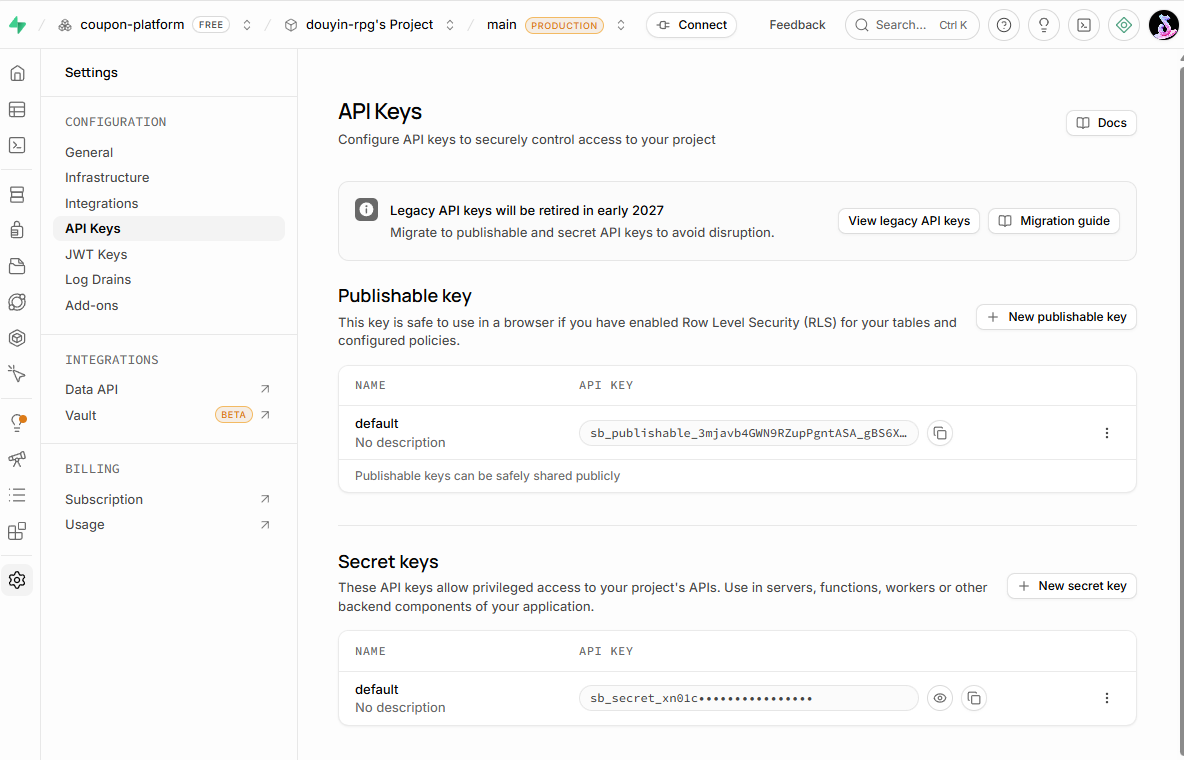 coupon-platform FREE douyin-rpg's Project main PRODUCTION Connect Feedback Search... Ctrl K
Settings
CONFIGURATION
General
Infrastructure
Integrations
API Keys
JWT Keys
Log Drains
Add-ons
INTEGRATIONS
Data API
Vault BETA
BILLING
Subscription
Usage
API Keys
Configure API keys to securely control access to your project
Docs
Legacy API keys will be retired in early 2027
Migrate to publishable and secret API keys to avoid disruption.
View legacy API keys
Migration guide
Publishable key
This key is safe to use in a browser if you have enabled Row Level Security (RLS) for your tables and
configured policies.
New publishable key
NAME API KEY
default
No description
sb_publishable_3mjavb4GWN9RZupPgntASA_gBS6X…
Publishable keys can be safely shared publicly
Secret keys
These API keys allow privileged access to your project's APIs. Use in servers, functions, workers or other
backend components of your application.
New secret key
NAME API KEY
default
No description
sb_secret_xn01c••••••••••••••••